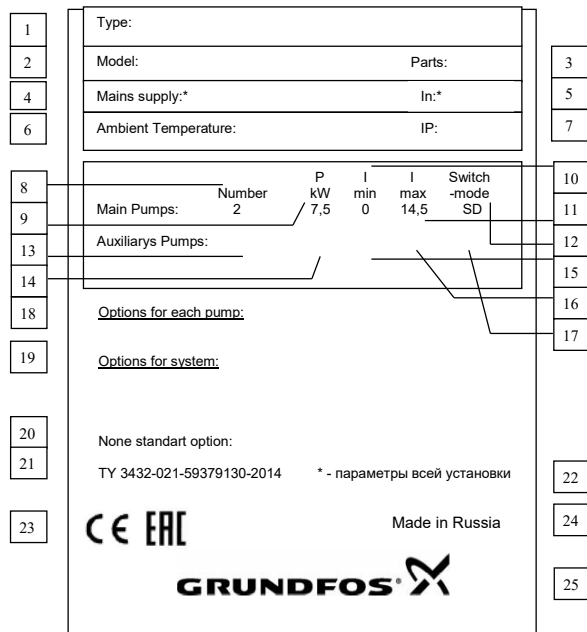 1 Type:
2 Model: Parts: 3
4 Mains supply:* In:* 5
6 Ambient Temperature: IP: 7
P I I Switch 10
8 Number kW min max -mode 11
9 Main Pumps: 2 7,5 0 14,5 SD
12
13 Auxiliarys Pumps:
15
14
16
18 Options for each pump:
17
19 Options for system:
20 None standart option:
21 ТУ 3432-021-59379130-2014 * - параметры всей установки 22
23 CE EAC Made in Russia 24
GRUNDFOS 25